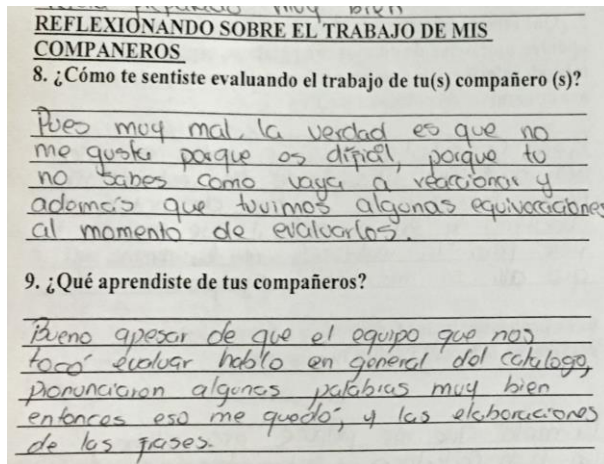 muy bien
REFLEXIONANDO SOBRE EL TRABAJO DE MIS
COMPANEROS
8. ¿Cómo te sentiste evaluando el trabajo de tu(s) compañero (s)?
Pues muy mal, la verdad es que no
me gusta porque es difícil, porque tu
no sabes como vaya a reaccionar y
además que tuvimos algunas equivocaciones
al momento de evaluarlos.
9. ¿Qué aprendiste de tus compañeros?
Bueno apesar de que el equipo que nos
tocó evaluar hablo en general del catalogo,
pronunciaron algunas palabras muy bien
entonces eso me quedó, y las elaboraciones
de las frases.